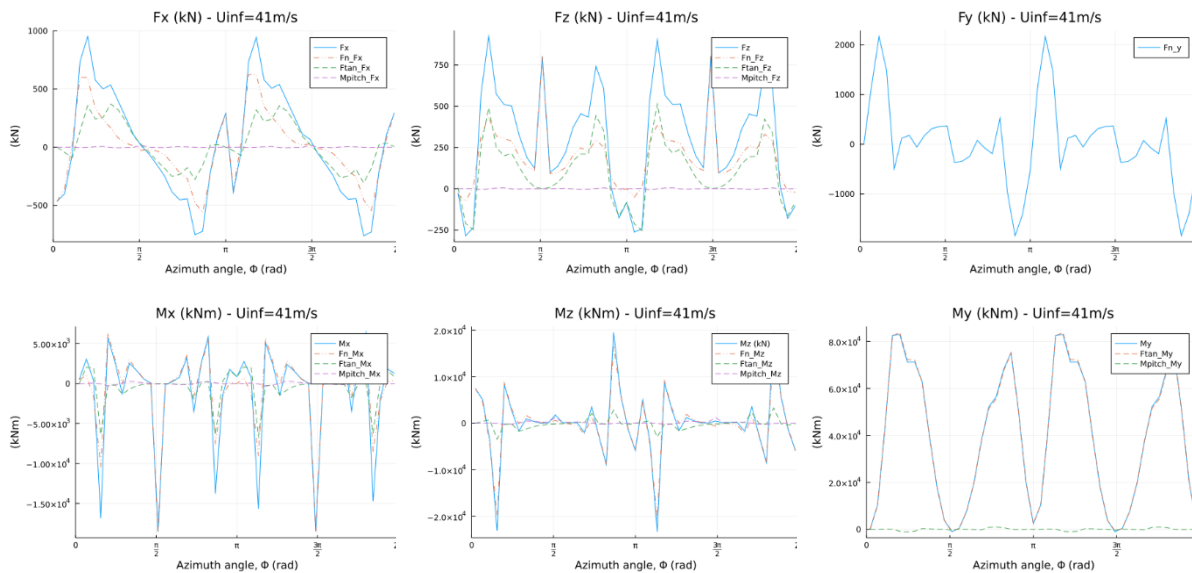 Fx (kN) - Uinf=41m/s
1000
500
0
−500
(kN)
Fx
Fn_Fx
Ftan_Fx
Mpitch_Fx
0
π/2
π
3π/2
2
Azimuth angle, Φ (rad)
Fz (kN) - Uinf=41m/s
750
500
250
0
−250
(kN)
Fz
Fn_Fz
Ftan_Fz
Mpitch_Fz
0
π/2
π
3π/2
2
Azimuth angle, Φ (rad)
Fy (kN) - Uinf=41m/s
2000
1000
0
−1000
(kN)
Fn_y
0
π/2
π
3π/2
2
Azimuth angle, Φ (rad)
Mx (kNm) - Uinf=41m/s
5.00×10³
0
−5.00×10³
−1.00×10⁴
−1.50×10⁴
(kNm)
Mx
Fn_Mx
Ftan_Mx
Mpitch_Mx
0
π/2
π
3π/2
2
Azimuth angle, Φ (rad)
Mz (kNm) - Uinf=41m/s
2.0×10⁴
1.0×10⁴
0
−1.0×10⁴
−2.0×10⁴
(kNm)
Mz (kN)
Fn_Mz
Ftan_Mz
Mpitch_Mz
0
π/2
π
3π/2
2
Azimuth angle, Φ (rad)
My (kNm) - Uinf=41m/s
8×10⁴
6×10⁴
4×10⁴
2×10⁴
0
(kNm)
My
Ftan_My
Mpitch_My
0
π/2
π
3π/2
2
Azimuth angle, Φ (rad)